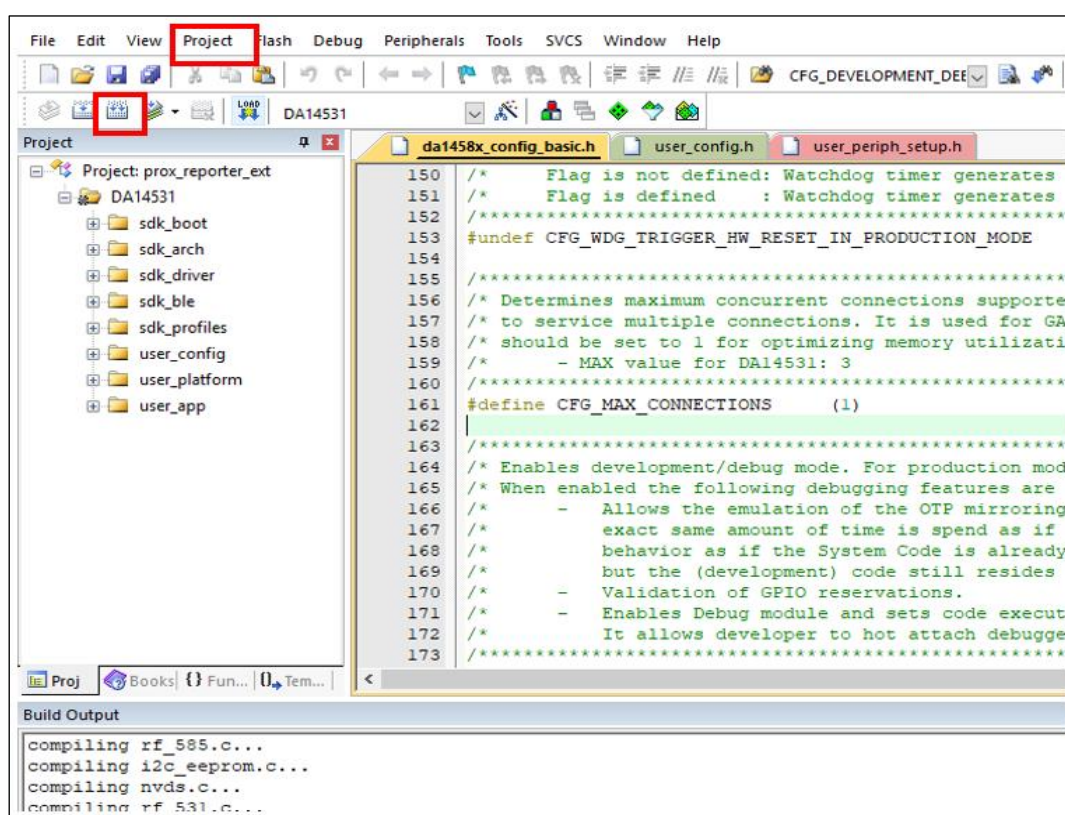 File Edit View Project Flash Debug Peripherals Tools SVCS Window Help
CFG_DEVELOPMENT_DEE
LOAD DA14531
Project
Project: prox_reporter_ext
DA14531
sdk_boot
sdk_arch
sdk_driver
sdk_ble
sdk_profiles
user_config
user_platform
user_app
Proj Books {} Fun... 0 Tem...
da1458x_config_basic.h user_config.h user_periph_setup.h
150 /* Flag is not defined: Watchdog timer generates
151 /* Flag is defined : Watchdog timer generates
152 /********************************************************
153 #undef CFG_WDG_TRIGGER_HW_RESET_IN_PRODUCTION_MODE
154
155 /********************************************************
156 /* Determines maximum concurrent connections supporte
157 /* to service multiple connections. It is used for GA
158 /* should be set to 1 for optimizing memory utilizati
159 /* - MAX value for DA14531: 3
160 /********************************************************
161 #define CFG_MAX_CONNECTIONS (1)
162
163 /********************************************************
164 /* Enables development/debug mode. For production mod
165 /* When enabled the following debugging features are
166 /* - Allows the emulation of the OTP mirroring
167 /* exact same amount of time is spend as if
168 /* behavior as if the System Code is already
169 /* but the (development) code still resides
170 /* - Validation of GPIO reservations.
171 /* - Enables Debug module and sets code execut
172 /* It allows developer to hot attach debugge
173 /********************************************************
Build Output
compiling rf_585.c...
compiling i2c_eeprom.c...
compiling nvds.c...
compiling rf_531.c...